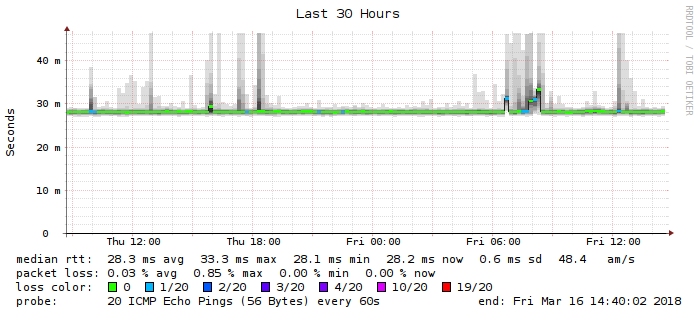 Last 30 Hours
RRDTOOL / TOBI OETIKER
Seconds
40 m
30 m
20 m
10 m
0
Thu 12:00 Thu 18:00 Fri 00:00 Fri 06:00 Fri 12:00
median rtt: 28.3 ms avg 33.3 ms max 28.1 ms min 28.2 ms now 0.6 ms sd 48.4 am/s
packet loss: 0.03 % avg 0.85 % max 0.00 % min 0.00 % now
loss color: 0 1/20 2/20 3/20 4/20 10/20 19/20
probe: 20 ICMP Echo Pings (56 Bytes) every 60s end: Fri Mar 16 14:40:02 2018